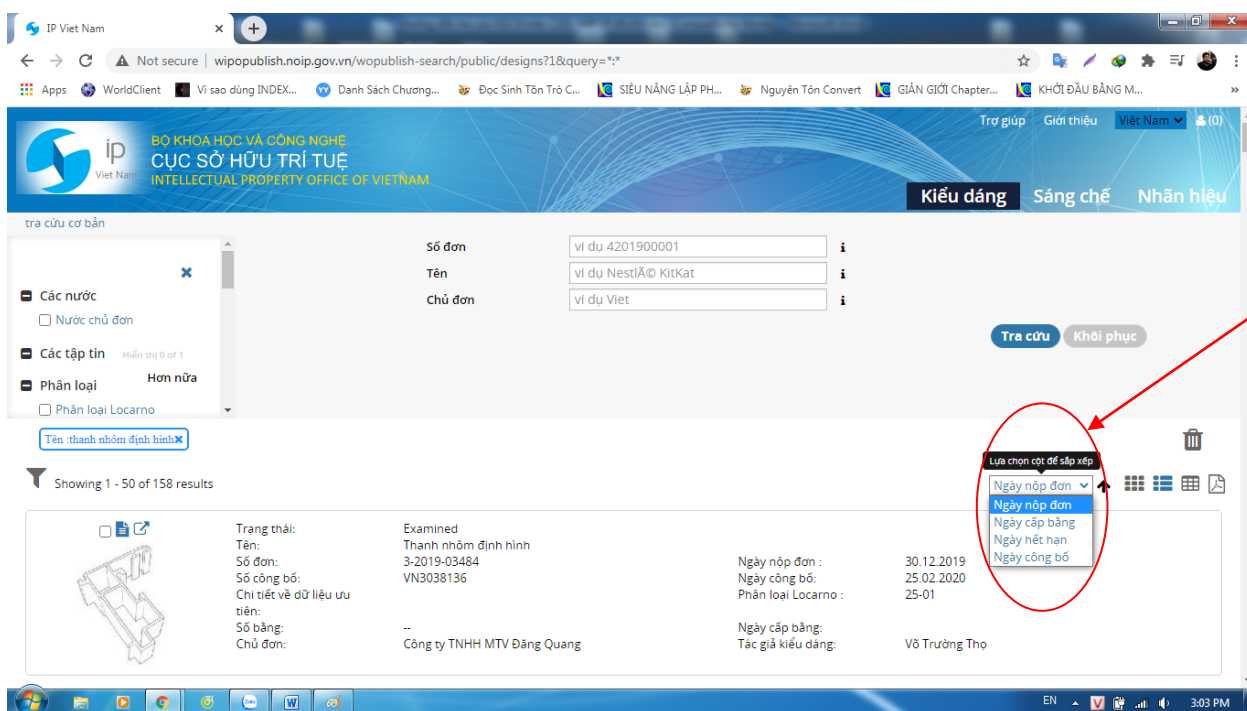 IP Viet Nam
Not secure | wipopublish.noip.gov.vn/wopublish-search/public/designs?1&query=*:*
Apps WorldClient Vì sao dùng INDEX... Danh Sách Chương... Đọc Sinh Tồn Trò C... SIÊU NĂNG LẬP PH... Nguyên Tôn Convert GIẢN GIỚI Chapter... KHỞI ĐẦU BẰNG M... »
Trợ giúp Giới thiệu Việt Nam (0)
ip Viet Nam
BỘ KHOA HỌC VÀ CÔNG NGHỆ
CỤC SỞ HỮU TRÍ TUỆ
INTELLECTUAL PROPERTY OFFICE OF VIETNAM
Kiểu dáng Sáng chế Nhãn hiệu
tra cứu cơ bản
Số đơn ví dụ 4201900001 i
Tên ví dụ NestlÃ© KitKat i
Chủ đơn ví dụ Viet i
Các nước
Nước chủ đơn
Tra cứu Khôi phục
Các tập tin Hiển thị 0 of 1
Hơn nữa
Phân loại
Phân loại Locarno
Tên :thanh nhôm định hình
Lựa chọn cột để sắp xếp
Showing 1 - 50 of 158 results
Ngày nộp đơn
Ngày nộp đơn
Ngày cấp bằng
Ngày hết hạn
Ngày công bố
Trạng thái: Examined
Tên: Thanh nhôm định hình
Số đơn: 3-2019-03484 Ngày nộp đơn : 30.12.2019
Số công bố: VN3038136 Ngày công bố: 25.02.2020
Chi tiết về dữ liệu ưu tiên: Phân loại Locarno : 25-01
Số bằng: -- Ngày cấp bằng:
Chủ đơn: Công ty TNHH MTV Đăng Quang Tác giả kiểu dáng: Võ Trường Thọ
Zalo W EN V 3:03 PM